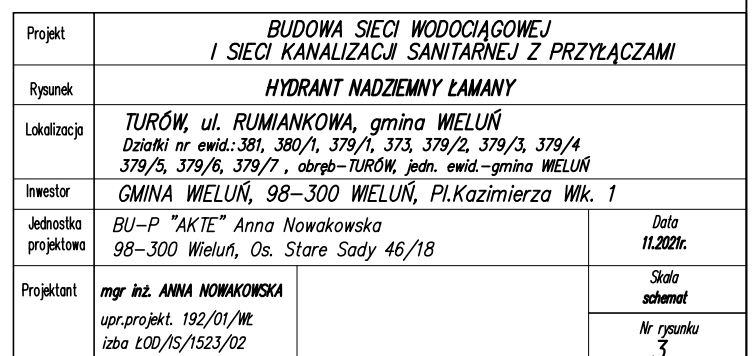 Projekt
BUDOWA SIECI WODOCIĄGOWEJ
I SIECI KANALIZACJI SANITARNEJ Z PRZYŁĄCZAMI
Rysunek
HYDRANT NADZIEMNY ŁAMANY
Lokalizacja
TURÓW, ul. RUMIANKOWA, gmina WIELUŃ
Działki nr ewid.:381, 380/1, 379/1, 373, 379/2, 379/3, 379/4
379/5, 379/6, 379/7 , obręb-TURÓW, jedn. ewid.-gmina WIELUŃ
Inwestor
GMINA WIELUŃ, 98-300 WIELUŃ, Pl.Kazimierza Wlk. 1
Jednostka
projektowa
BU-P "AKTE" Anna Nowakowska
98-300 Wieluń, Os. Stare Sady 46/18
Data
11.2021r.
Projektant
mgr inż. ANNA NOWAKOWSKA
upr.projekt. 192/01/WŁ
izba ŁOD/IS/1523/02
Skala
schemat
Nr rysunku
3